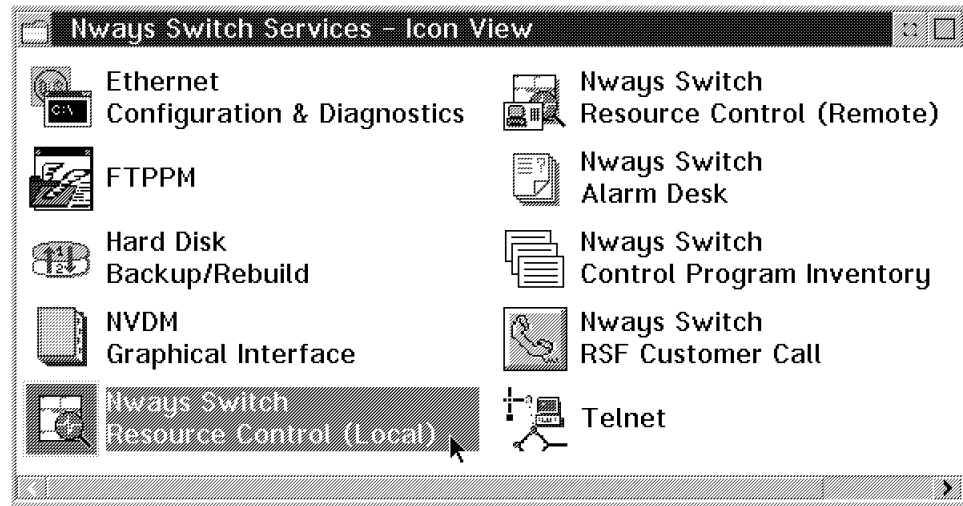 Nways Switch Services – Icon View
Ethernet
Configuration & Diagnostics
FTPPM
Hard Disk
Backup/Rebuild
NVDM
Graphical Interface
Nways Switch
Resource Control (Local)
Nways Switch
Resource Control (Remote)
Nways Switch
Alarm Desk
Nways Switch
Control Program Inventory
Nways Switch
RSF Customer Call
Telnet